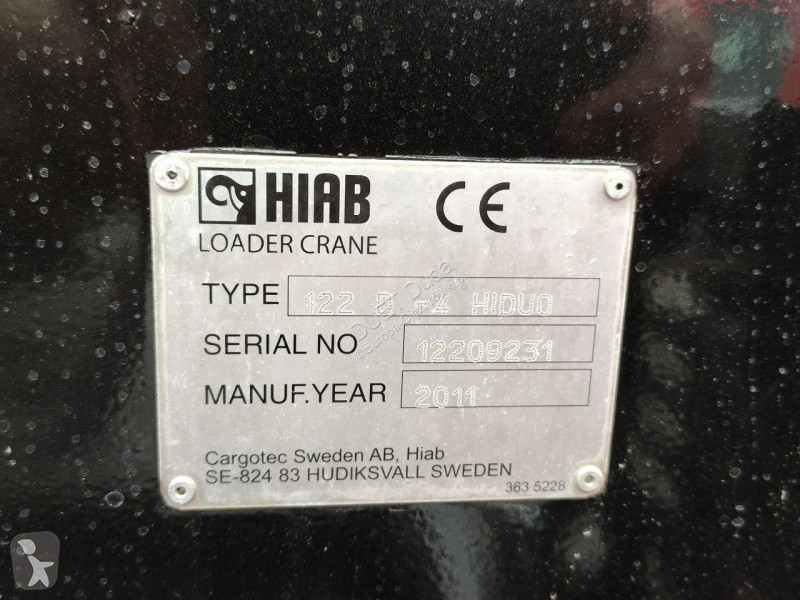 HIAB CE
LOADER CRANE
TYPE 122 B -4 HIDUO
SERIAL NO 12209231
MANUF.YEAR 2011
Cargotec Sweden AB, Hiab
SE-824 83 HUDIKSVALL SWEDEN
363 5228